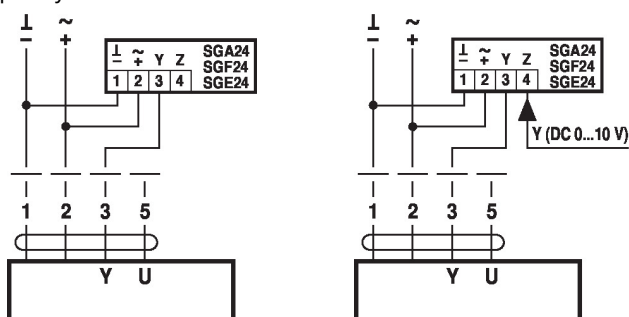 ⊥ ~
– +
⊥ ~ Y Z SGA24
– + SGF24
1 2 3 4 SGE24
1 2 3 5
Y U
⊥ ~
– +
⊥ ~ Y Z SGA24
– + SGF24
1 2 3 4 SGE24
Y (DC 0...10 V)
1 2 3 5
Y U